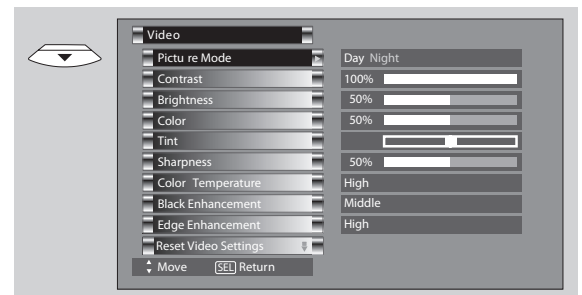 Video
Pictu re Mode Day Night
Contrast 100%
Brightness 50%
Color 50%
Tint
Sharpness 50%
Color Temperature High
Black Enhancement Middle
Edge Enhancement High
Reset Video Settings
Move SEL Return